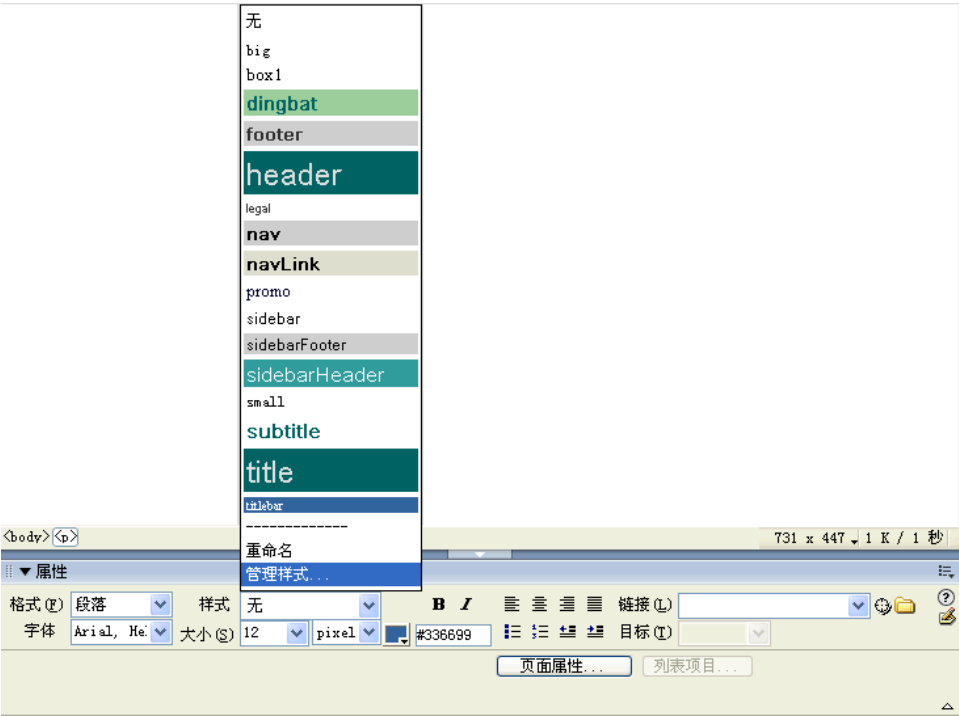 无
big
box1
dingbat
footer
header
legal
nav
navLink
promo
sidebar
sidebarFooter
sidebarHeader
small
subtitle
title
titlebar
-------------
重命名
管理样式...
<body> <p>
731 x 447 1 K / 1 秒
属性
格式(F) 段落 样式 无 B I 链接(L)
字体 Arial, He 大小(S) 12 pixel #336699 目标(T)
页面属性... 列表项目...